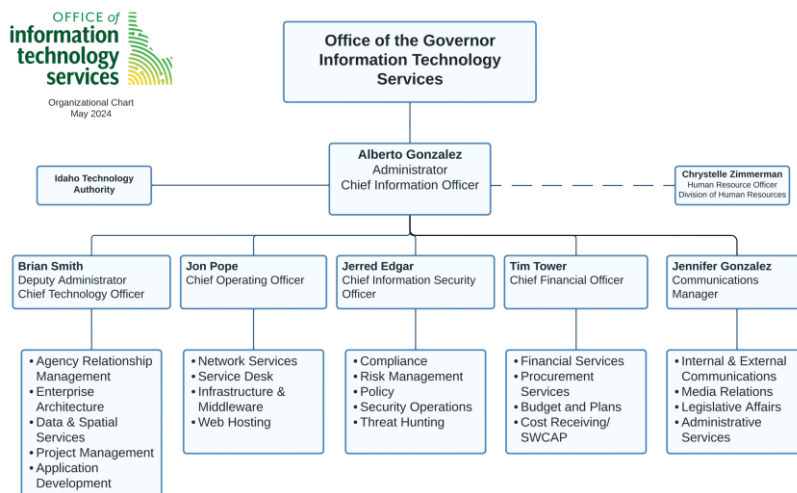 OFFICE of
information
technology
services
Organizational Chart
May 2024
Office of the Governor
Information Technology
Services
Alberto Gonzalez
Administrator
Chief Information Officer
Idaho Technology
Authority
Chrystelle Zimmerman
Human Resource Officer
Division of Human Resources
Brian Smith
Deputy Administrator
Chief Technology Officer
Jon Pope
Chief Operating Officer
Jerred Edgar
Chief Information Security
Officer
Tim Tower
Chief Financial Officer
Jennifer Gonzalez
Communications
Manager
• Agency Relationship
Management
• Enterprise
Architecture
• Data & Spatial
Services
• Project Management
• Application
Development
• Network Services
• Service Desk
• Infrastructure &
Middleware
• Web Hosting
• Compliance
• Risk Management
• Policy
• Security Operations
• Threat Hunting
• Financial Services
• Procurement
Services
• Budget and Plans
• Cost Receiving/
SWCAP
• Internal & External
Communications
• Media Relations
• Legislative Affairs
• Administrative
Services